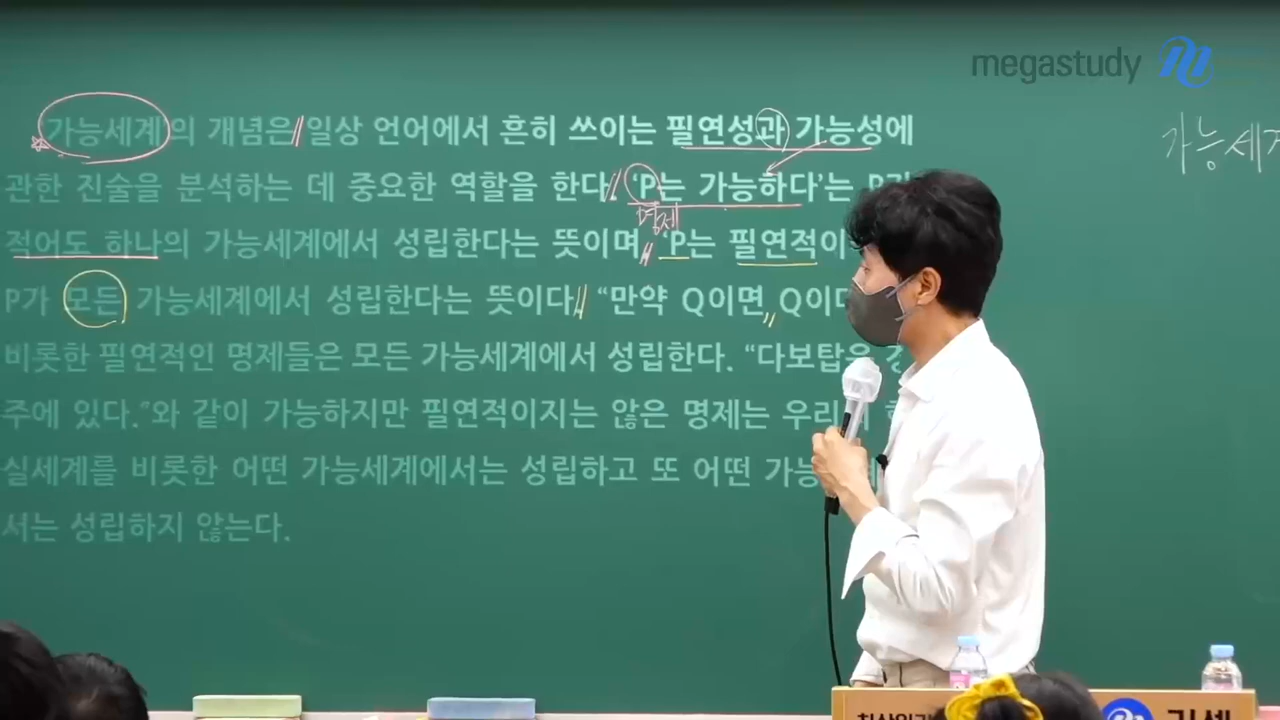 megastudy
가능세계의 개념은 일상 언어에서 흔히 쓰이는 필연성과 가능성에
관한 진술을 분석하는 데 중요한 역할을 한다. ‘P는 가능하다’는 P가
명제
적어도 하나의 가능세계에서 성립한다는 뜻이며, ‘P는 필연적이
P가 모든 가능세계에서 성립한다는 뜻이다. “만약 Q이면 Q이
비롯한 필연적인 명제들은 모든 가능세계에서 성립한다. “다보탑은
주에 있다.”와 같이 가능하지만 필연적이지는 않은 명제는 우리의
실세계를 비롯한 어떤 가능세계에서는 성립하고 또 어떤 가능
서는 성립하지 않는다.
가능세계